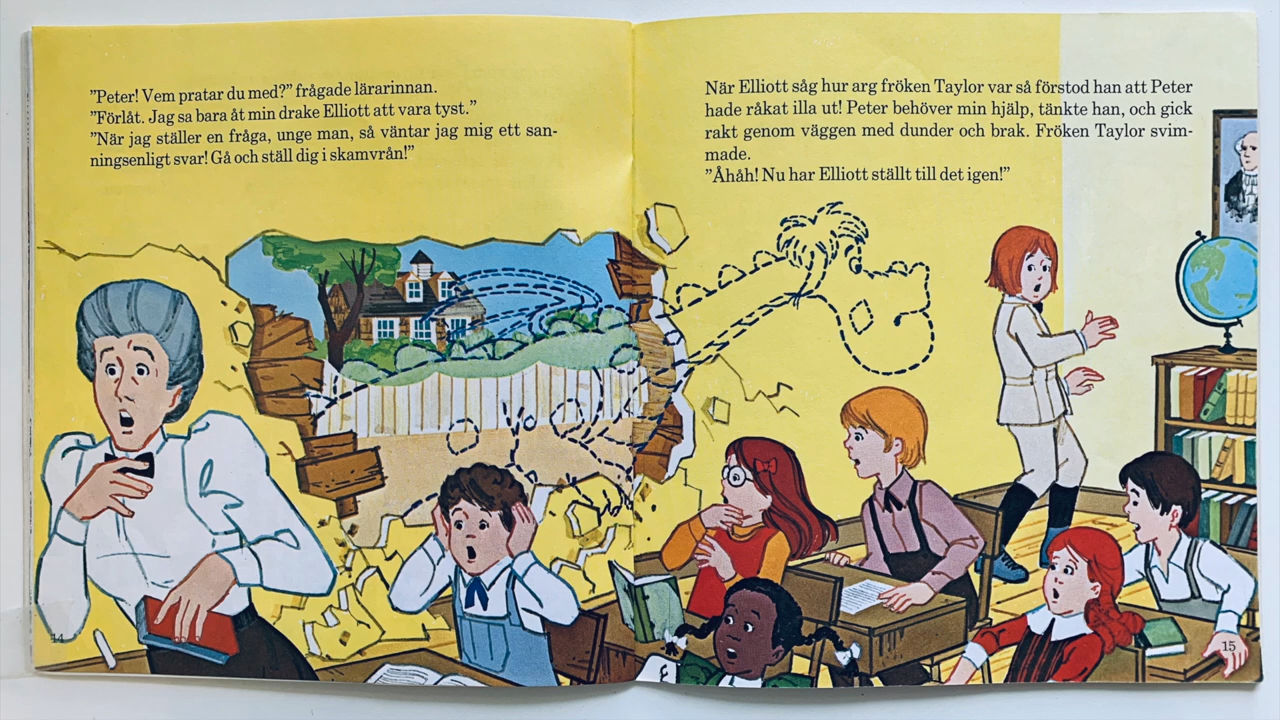 ”Peter! Vem pratar du med?” frågade lärarinnan.
”Förlåt. Jag sa bara åt min drake Elliott att vara tyst.”
”När jag ställer en fråga, unge man, så väntar jag mig ett san-
ningsenligt svar! Gå och ställ dig i skamvrån!”
14
När Elliott såg hur arg fröken Taylor var så förstod han att Peter
hade råkat illa ut! Peter behöver min hjälp, tänkte han, och gick
rakt genom väggen med dunder och brak. Fröken Taylor svim-
made.
”Åhåh! Nu har Elliott ställt till det igen!”
15